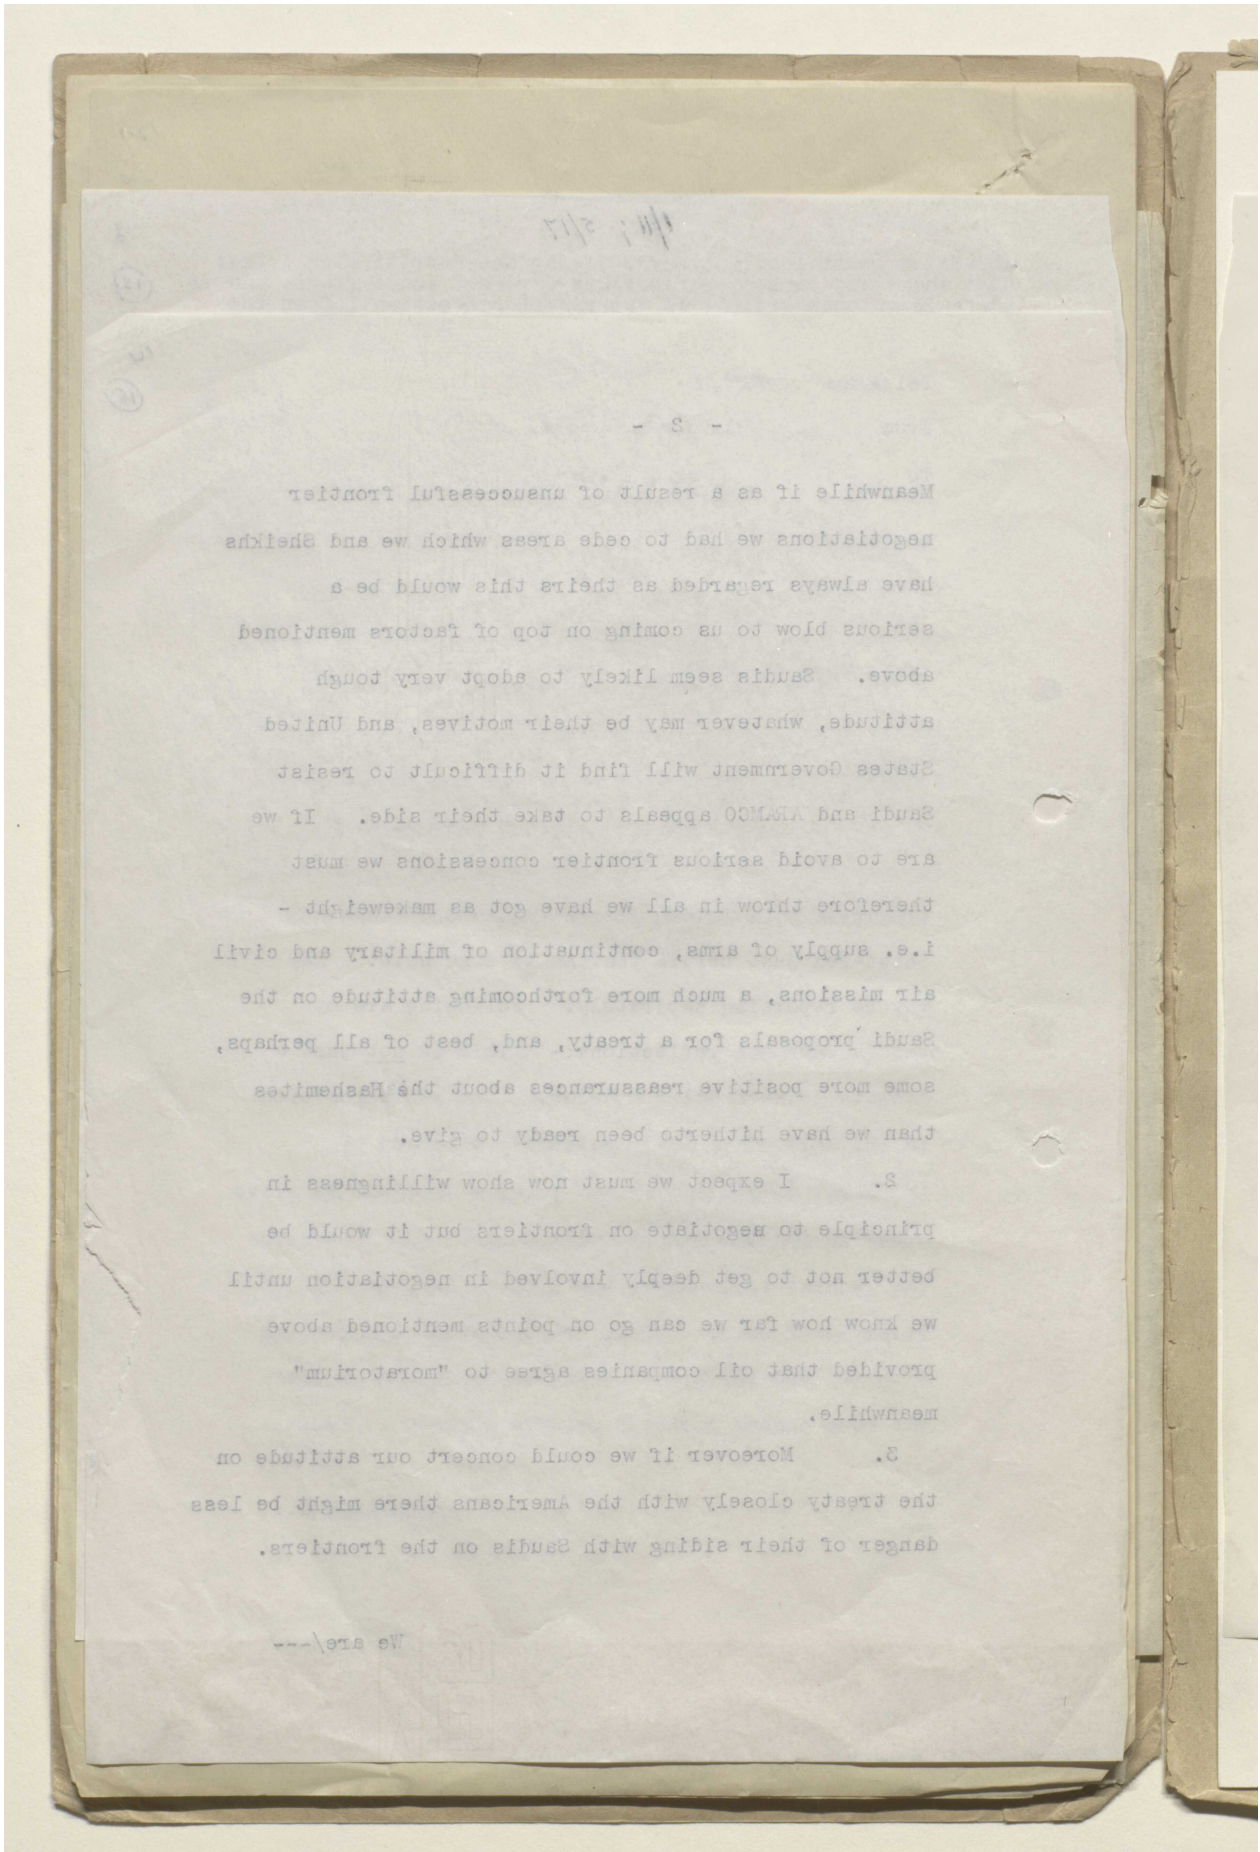 1/11; 5/17
- 2 -
Meanwhile if as a result of unsuccessful frontier
negotiations we had to cede areas which we and Sheikhs
have always regarded as theirs this would be a
serious blow to us coming on top of factors mentioned
above. Saudis seem likely to adopt very tough
attitude, whatever may be their motives, and United
States Government will find it difficult to resist
Saudi and ARAMCO appeals to take their side. If we
are to avoid serious frontier concessions we must
therefore throw in all we have got as makeweight -
i.e. supply of arms, continuation of military and civil
air missions, a much more forthcoming attitude on the
Saudi proposals for a treaty, and, best of all perhaps,
some more positive reassurances about the Hashemites
than we have hitherto been ready to give.
2. I expect we must now show willingness in
principle to negotiate on frontiers but it would be
better not to get deeply involved in negotiation until
we know how far we can go on points mentioned above
provided that oil companies agree to "moratorium"
meanwhile.
3. Moreover if we could concert our attitude on
the treaty closely with the Americans there might be less
danger of their siding with Saudis on the frontiers.
We are/---